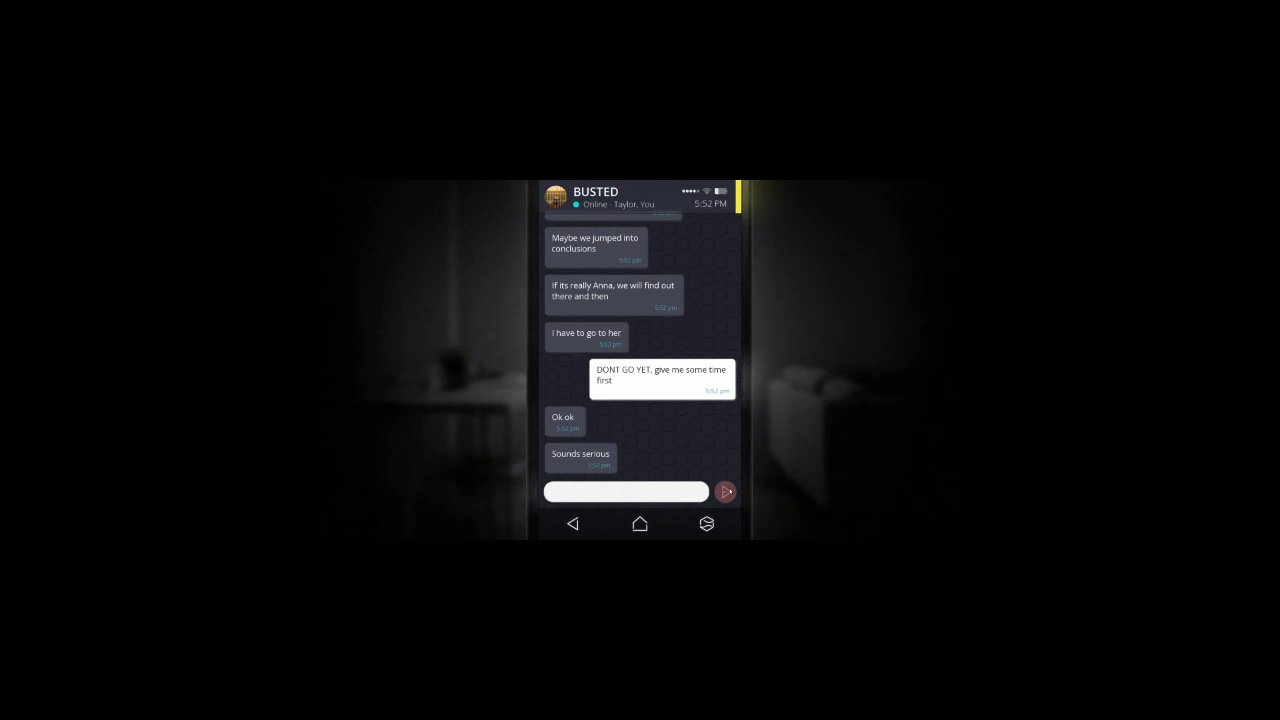 BUSTED
Online - Taylor, You
5:52 PM
Maybe we jumped into
conclusions
5:52 pm
If its really Anna, we will find out
there and then
5:52 pm
I have to go to her
5:52 pm
DONT GO YET, give me some time
first
5:52 pm
Ok ok
5:52 pm
Sounds serious
5:52 pm